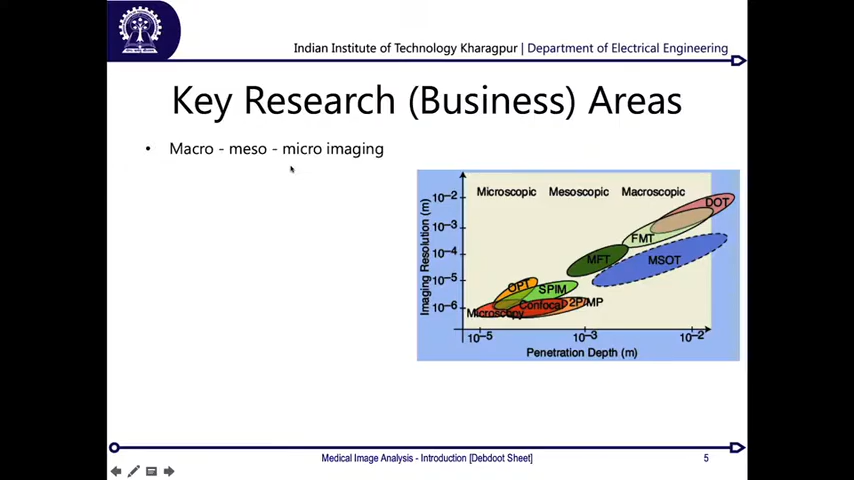 Indian Institute of Technology Kharagpur | Department of Electrical Engineering
Key Research (Business) Areas
• Macro - meso - micro imaging
Microscopic Mesoscopic Macroscopic
Imaging Resolution (m)
10-2
10-3
10-4
10-5
10-6
DOT
FMT
MSOT
MFT
OPT
SPIM
Confocal
2P/MP
Microscopy
10-5 10-3 10-2
Penetration Depth (m)
Medical Image Analysis - Introduction [Debdoot Sheet]
5